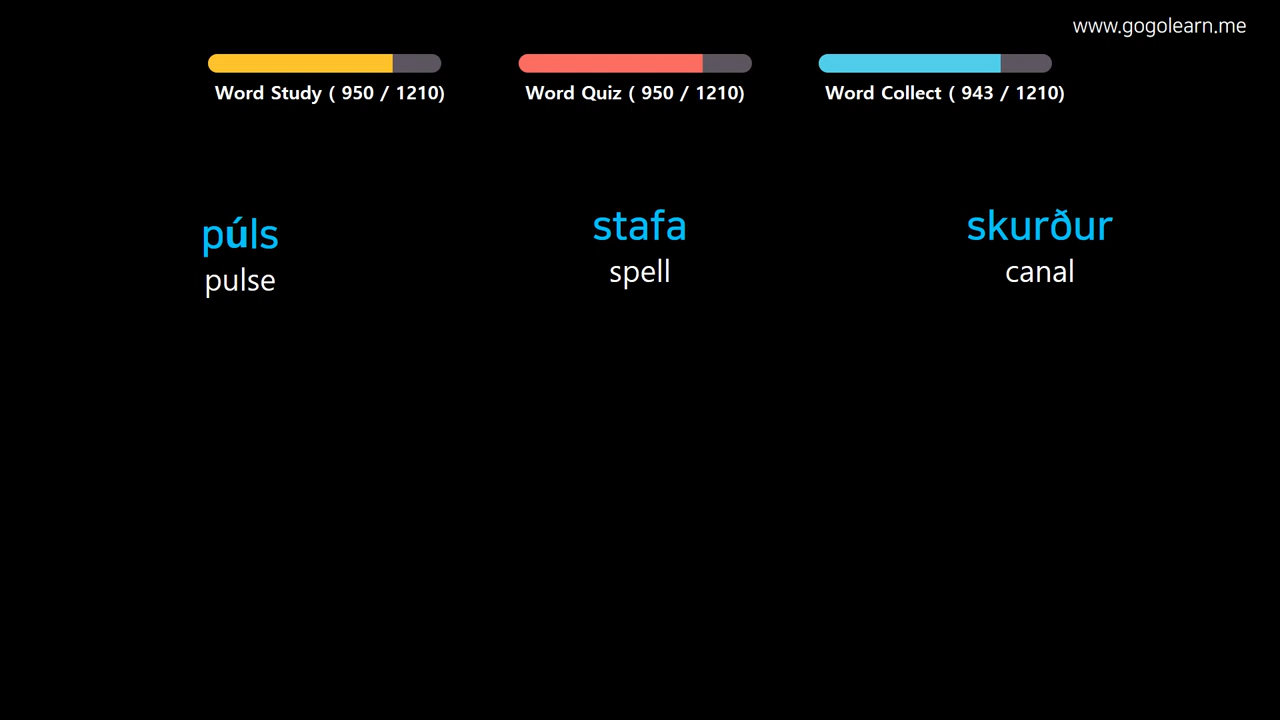 www.gogolearn.me
Word Study ( 950 / 1210)
Word Quiz ( 950 / 1210)
Word Collect ( 943 / 1210)
púls
pulse
stafa
spell
skurður
canal